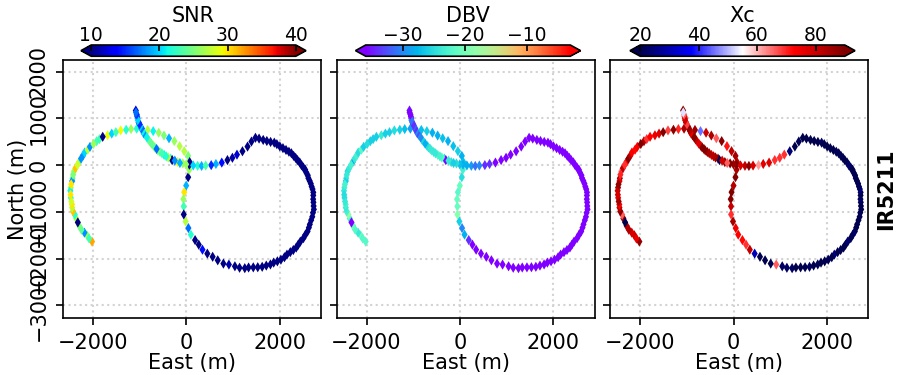 SNR DBV Xc
10 20 30 40 −30 −20 −10 20 40 60 80
North (m)
2000
1000
0
−1000
−2000
−3000
−2000 0 2000 −2000 0 2000 −2000 0 2000
East (m) East (m) East (m)
IR5211